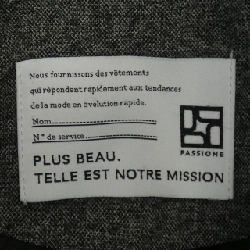 Nous fournissons des vêtements
qui répondent rapidement aux tendances
de la mode en évolution rapide.
Nom
N° de service
PASSIONE
PLUS BEAU.
TELLE EST NOTRE MISSION